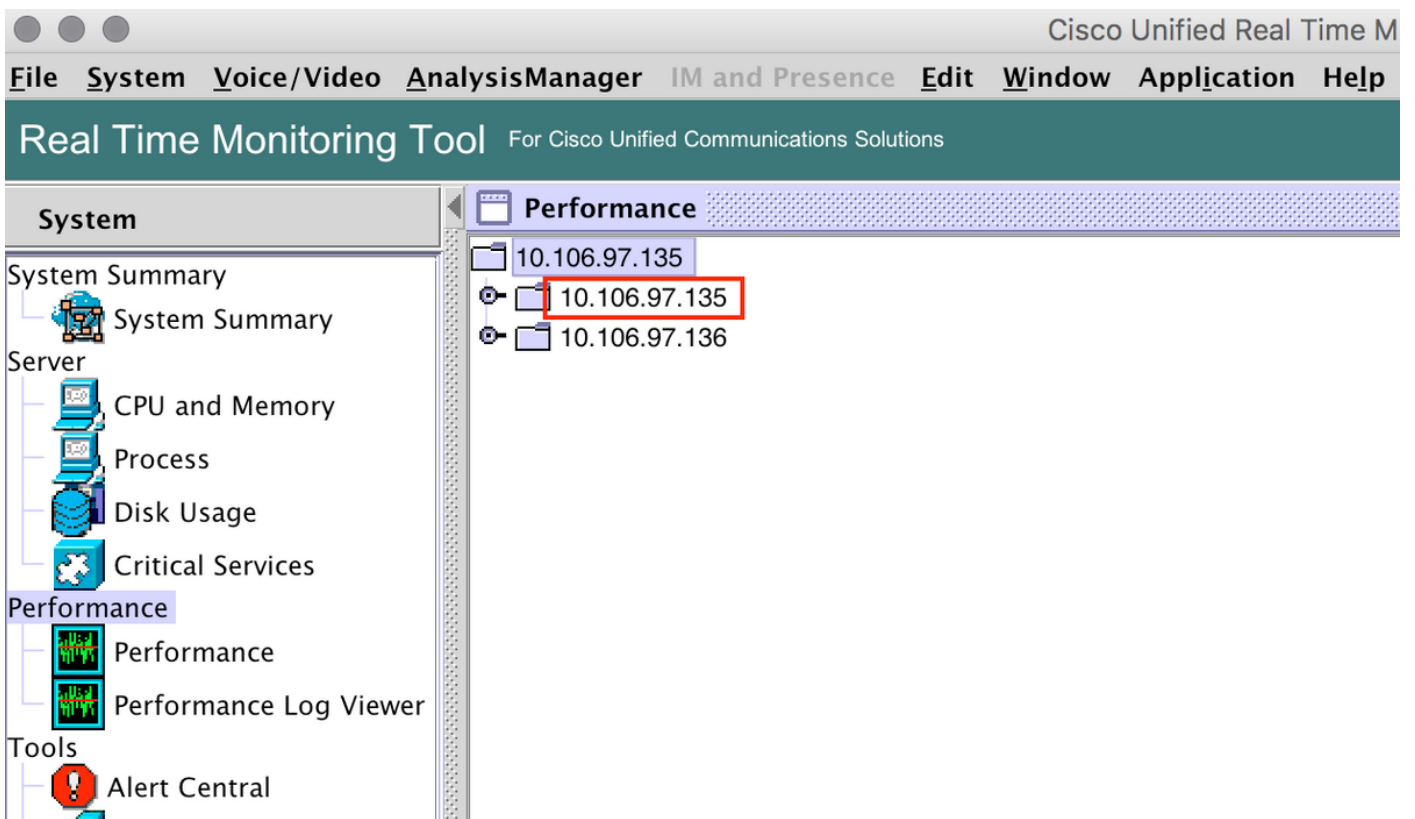 Cisco Unified Real Time M
File System Voice/Video AnalysisManager IM and Presence Edit Window Application Help
Real Time Monitoring Tool For Cisco Unified Communications Solutions
System
System Summary
System Summary
Server
CPU and Memory
Process
Disk Usage
Critical Services
Performance
Performance
Performance Log Viewer
Tools
Alert Central
Performance
10.106.97.135
10.106.97.135
10.106.97.136